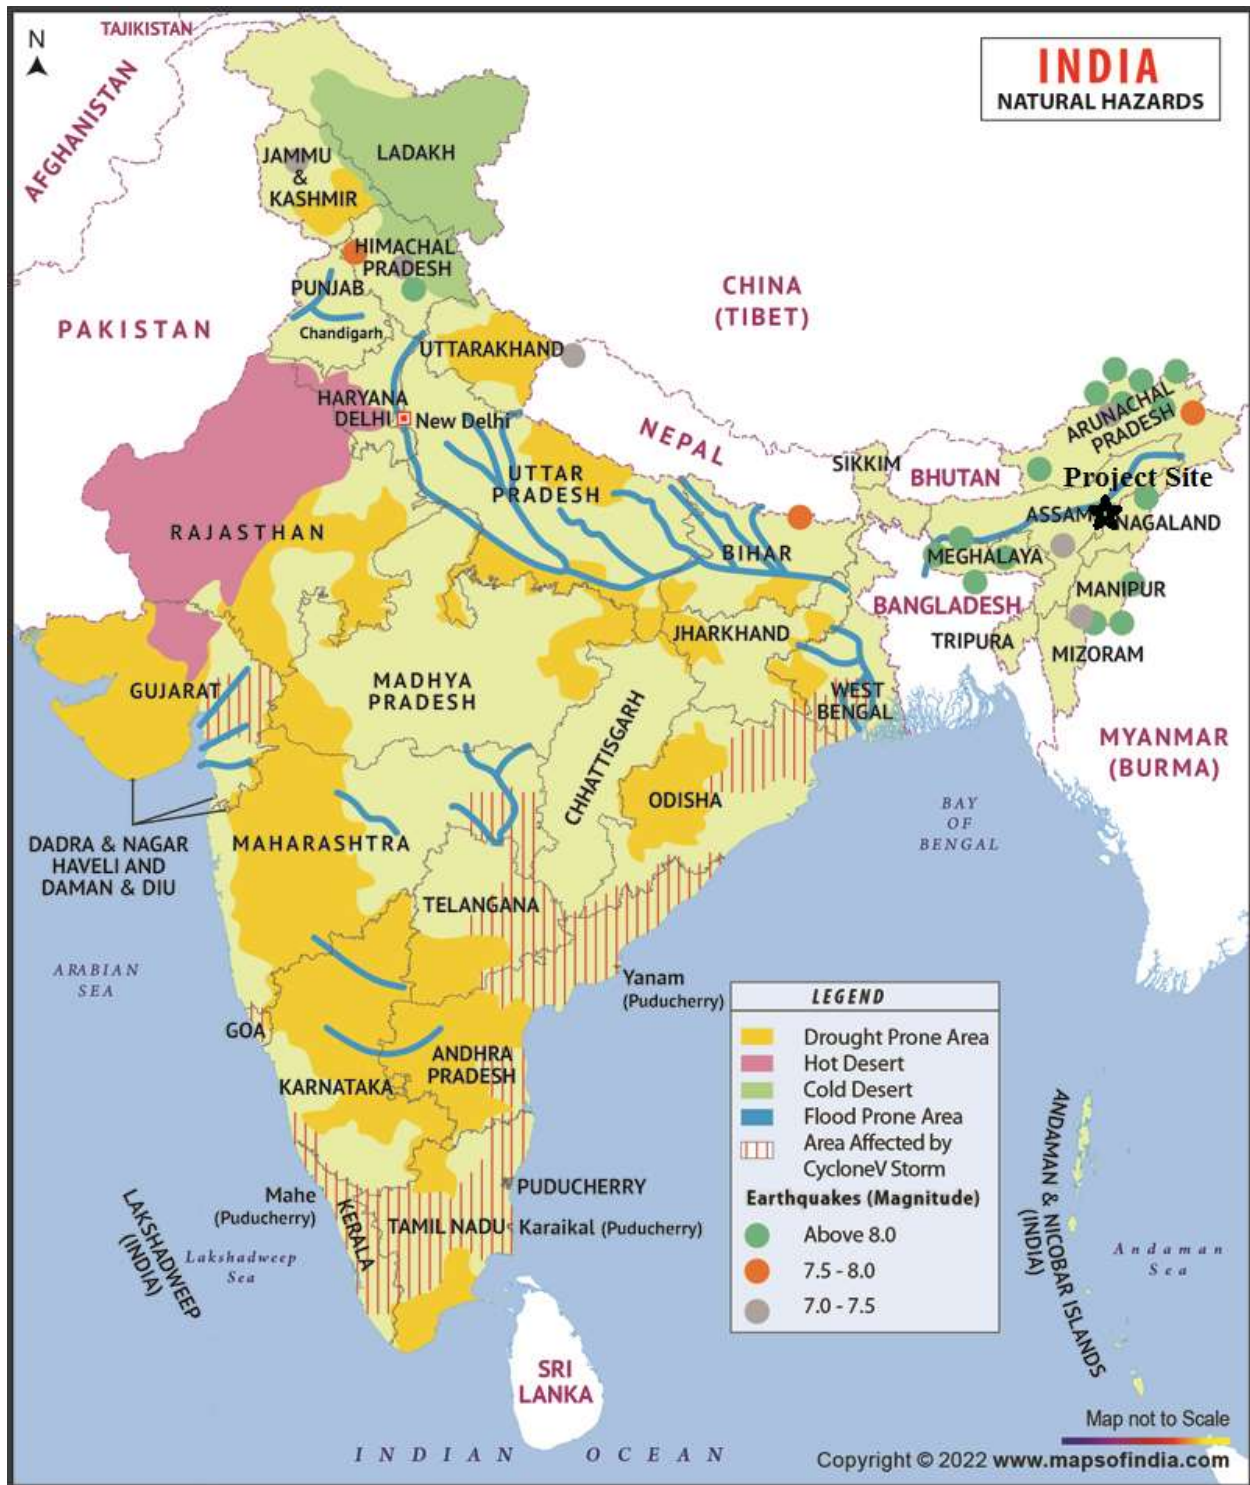 TAJIKISTAN
N
INDIA
NATURAL HAZARDS
AFGHANISTAN
JAMMU
&
KASHMIR
LADAKH
HIMACHAL
PRADESH
PUNJAB
Chandigarh
CHINA
(TIBET)
PAKISTAN
UTTARAKHAND
HARYANA
DELHI
New Delhi
NEPAL
ARUNACHAL
PRADESH
SIKKIM
BHUTAN
Project Site
UTTAR
PRADESH
RAJASTHAN
ASSAM
NAGALAND
BIHAR
MEGHALAYA
MANIPUR
BANGLADESH
JHARKHAND
TRIPURA
MIZORAM
GUJARAT
MADHYA
PRADESH
WEST
BENGAL
CHHATTISGARH
MYANMAR
(BURMA)
ODISHA
BAY
OF
BENGAL
DADRA & NAGAR
HAVELI AND
DAMAN & DIU
MAHARASHTRA
TELANGANA
ARABIAN
SEA
Yanam
(Puducherry)
GOA
ANDHRA
PRADESH
KARNATAKA
LEGEND
Drought Prone Area
Hot Desert
Cold Desert
Flood Prone Area
Area Affected by
CycloneV Storm
Earthquakes (Magnitude)
Above 8.0
7.5 - 8.0
7.0 - 7.5
ANDAMAN & NICOBAR ISLANDS
(INDIA)
Mahe
(Puducherry)
PUDUCHERRY
KERALA
TAMIL NADU
Karaikal (Puducherry)
LAKSHADWEEP
(INDIA)
Lakshadweep
Sea
Andaman
Sea
SRI
LANKA
INDIAN OCEAN
Map not to Scale
Copyright © 2022 www.mapsofindia.com